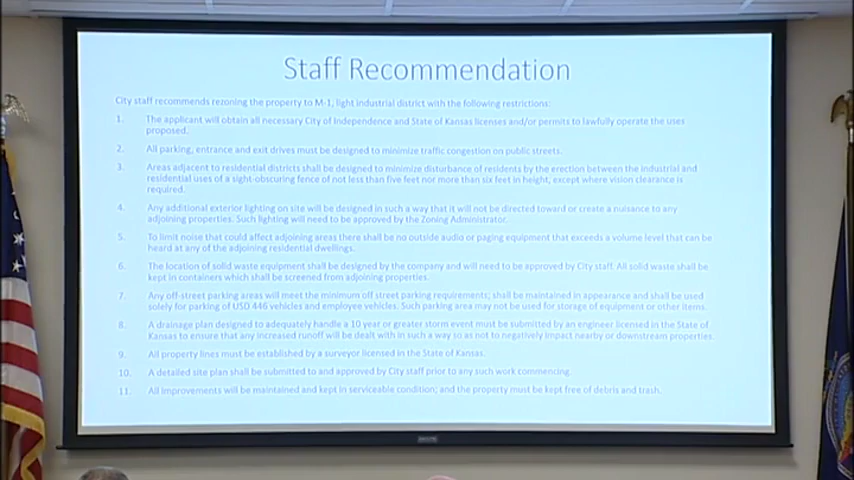 Staff Recommendation
City staff recommends rezoning the property to M-1, light industrial district with the following restrictions:
1. The applicant will obtain all necessary City of Independence and State of Kansas licenses and/or permits to lawfully operate the uses
proposed.
2. All parking, entrance and exit drives must be designed to minimize traffic congestion on public streets.
3. Areas adjacent to residential districts shall be designed to minimize disturbance of residents by the erection between the industrial and
residential uses of a sight-obscuring fence of not less than five feet nor more than six feet in height, except where vision clearance is
required.
4. Any additional exterior lighting on site will be designed in such a way that it will not be directed toward or create a nuisance to any
adjoining properties. Such lighting will need to be approved by the Zoning Administrator.
5. To limit noise that could affect adjoining areas there shall be no outside audio or paging equipment that exceeds a volume level that can be
heard at any of the adjoining residential dwellings.
6. The location of solid waste equipment shall be designed by the company and will need to be approved by City staff. All solid waste shall be
kept in containers which shall be screened from adjoining properties.
7. Any off-street parking areas will meet the minimum off street parking requirements; shall be maintained in appearance and shall be used
solely for parking of USD 446 vehicles and employee vehicles. Such parking area may not be used for storage of equipment or other items.
8. A drainage plan designed to adequately handle a 10 year or greater storm event must be submitted by an engineer licensed in the State of
Kansas to ensure that any increased runoff will be dealt with in such a way so as not to negatively impact nearby or downstream properties.
9. All property lines must be established by a surveyor licensed in the State of Kansas.
10. A detailed site plan shall be submitted to and approved by City staff prior to any such work commencing.
11. All improvements will be maintained and kept in serviceable condition; and the property must be kept free of debris and trash.